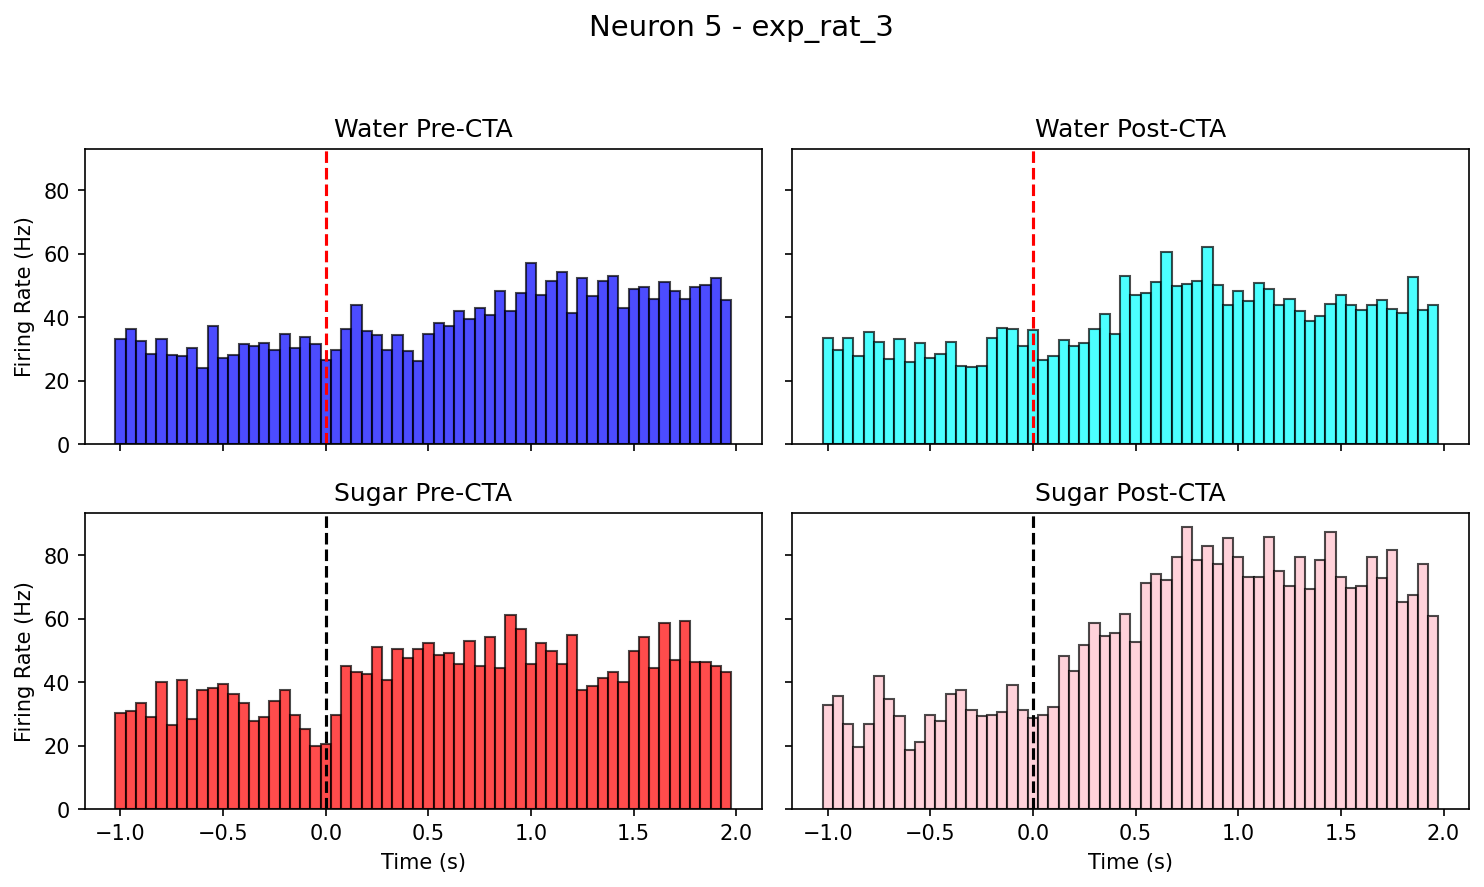 Neuron 5 - exp_rat_3
Water Pre-CTA
Water Post-CTA
Firing Rate (Hz)
80
60
40
20
0
Sugar Pre-CTA
Sugar Post-CTA
Firing Rate (Hz)
80
60
40
20
0
−1.0 −0.5 0.0 0.5 1.0 1.5 2.0
−1.0 −0.5 0.0 0.5 1.0 1.5 2.0
Time (s)
Time (s)